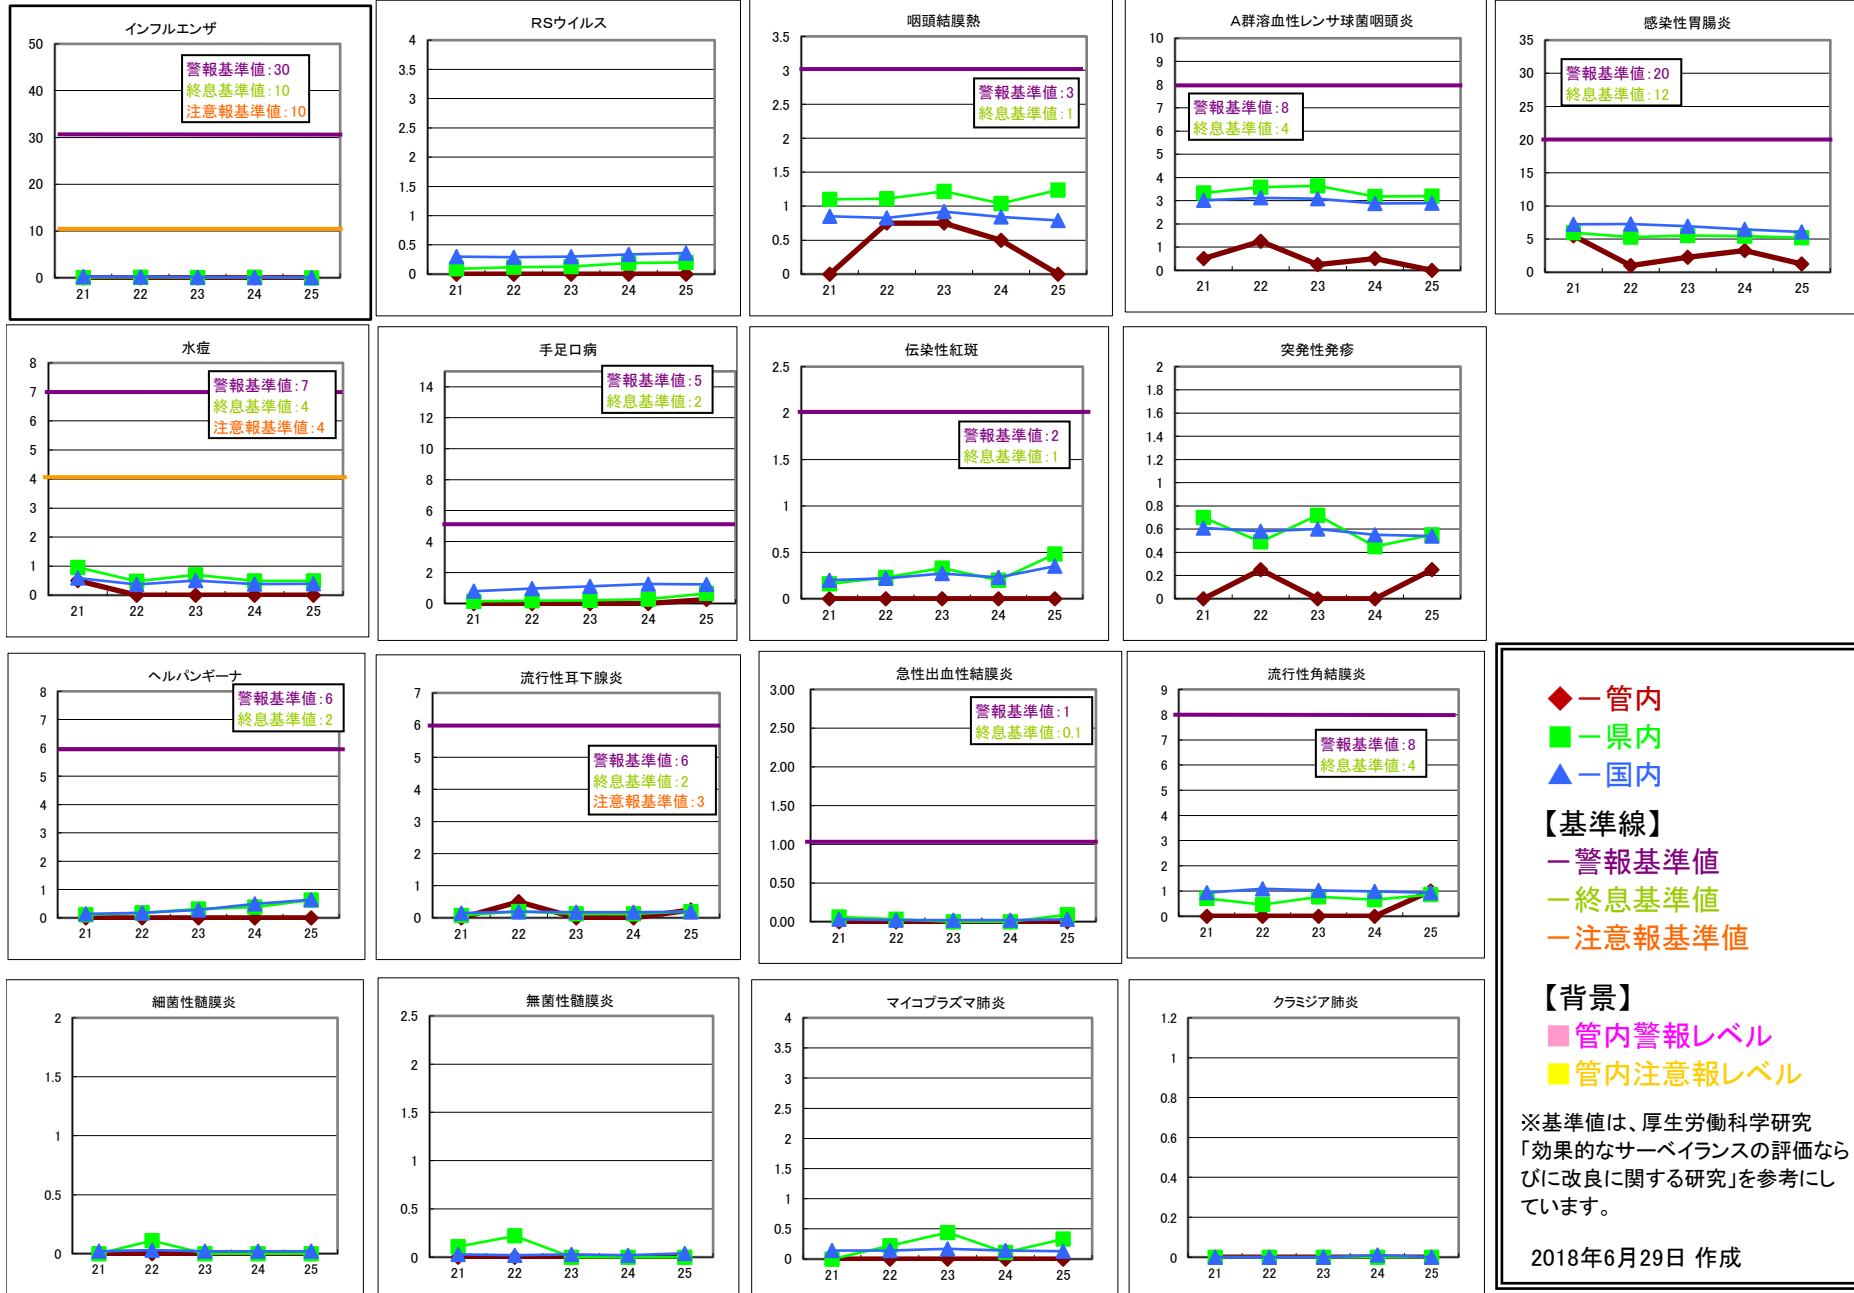 インフルエンザ
50
40
30
20
10
0
警報基準値:30
終息基準値:10
注意報基準値:10
21 22 23 24 25
RSウイルス
4
3.5
3
2.5
2
1.5
1
0.5
0
21 22 23 24 25
咽頭結膜熱
3.5
3
2.5
2
1.5
1
0.5
0
警報基準値:3
終息基準値:1
21 22 23 24 25
A群溶血性レンサ球菌咽頭炎
10
9
8
7
6
5
4
3
2
1
0
警報基準値:8
終息基準値:4
21 22 23 24 25
感染性胃腸炎
35
30
25
20
15
10
5
0
警報基準値:20
終息基準値:12
21 22 23 24 25
水痘
8
7
6
5
4
3
2
1
0
警報基準値:7
終息基準値:4
注意報基準値:4
21 22 23 24 25
手足口病
14
12
10
8
6
4
2
0
警報基準値:5
終息基準値:2
21 22 23 24 25
伝染性紅斑
2.5
2
1.5
1
0.5
0
警報基準値:2
終息基準値:1
21 22 23 24 25
突発性発疹
2
1.8
1.6
1.4
1.2
1
0.8
0.6
0.4
0.2
0
21 22 23 24 25
ヘルパンギーナ
8
7
6
5
4
3
2
1
0
警報基準値:6
終息基準値:2
21 22 23 24 25
流行性耳下腺炎
7
6
5
4
3
2
1
0
警報基準値:6
終息基準値:2
注意報基準値:3
21 22 23 24 25
急性出血性結膜炎
3.00
2.50
2.00
1.50
1.00
0.50
0.00
警報基準値:1
終息基準値:0.1
21 22 23 24 25
流行性角結膜炎
9
8
7
6
5
4
3
2
1
0
警報基準値:8
終息基準値:4
21 22 23 24 25
細菌性髄膜炎
2
1.5
1
0.5
0
21 22 23 24 25
無菌性髄膜炎
2.5
2
1.5
1
0.5
0
21 22 23 24 25
マイコプラズマ肺炎
4
3.5
3
2.5
2
1.5
1
0.5
0
21 22 23 24 25
クラミジア肺炎
1.2
1
0.8
0.6
0.4
0.2
0
21 22 23 24 25
◆－管内
■－県内
▲－国内
【基準線】
－警報基準値
－終息基準値
－注意報基準値
【背景】
■管内警報レベル
■管内注意報レベル
※基準値は、厚生労働科学研究
「効果的なサーベイランスの評価なら
びに改良に関する研究」を参考にし
ています。
2018年6月29日 作成